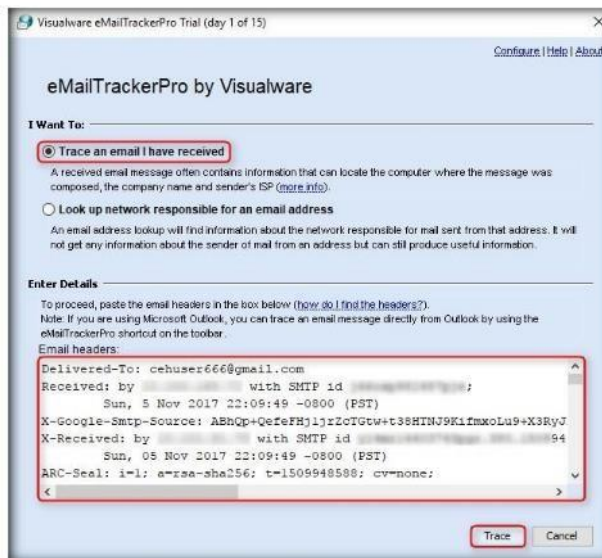 Visualware eMailTrackerPro Trial (day 1 of 15)
Configure | Help | About
eMailTrackerPro by Visualware
I Want To:
Trace an email I have received
A received email message often contains information that can locate the computer where the message was
composed, the company name and sender's ISP (more info).
Look up network responsible for an email address
An email address lookup will find information about the network responsible for mail sent from that address. It will
not get any information about the sender of mail from an address but can still produce useful information.
Enter Details
To proceed, paste the email headers in the box below (how do I find the headers?).
Note: If you are using Microsoft Outlook, you can trace an email message directly from Outlook by using the
eMailTrackerPro shortcut on the toolbar.
Email headers:
Delivered-To: cehuser666@gmail.com
Received: by with SMTP id
Sun, 5 Nov 2017 22:09:49 -0800 (PST)
X-Google-Smtp-Source: ABhQp+QefeFHjljrZcTGtw+t38HTNJ9KifmxoLu9+X3RyJ
X-Received: by with SMTP id 94
Sun, 05 Nov 2017 22:09:49 -0800 (PST)
ARC-Seal: i=1; a=rsa-sha256; t=1509948588; cv=none;
Trace Cancel